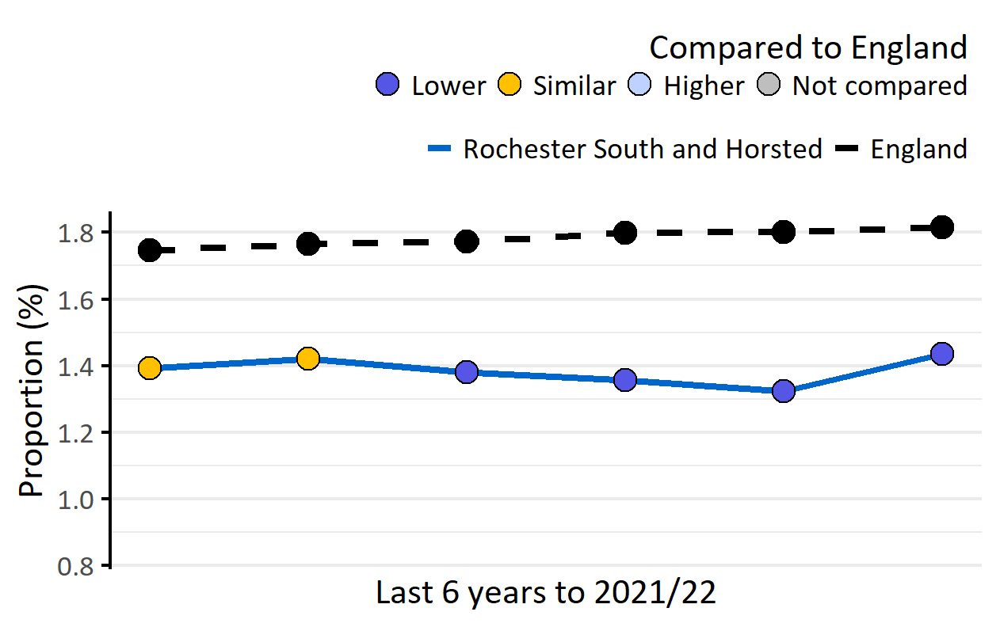 Compared to England
Lower Similar Higher Not compared
Rochester South and Horsted England
Proportion (%)
1.8
1.6
1.4
1.2
1.0
0.8
Last 6 years to 2021/22